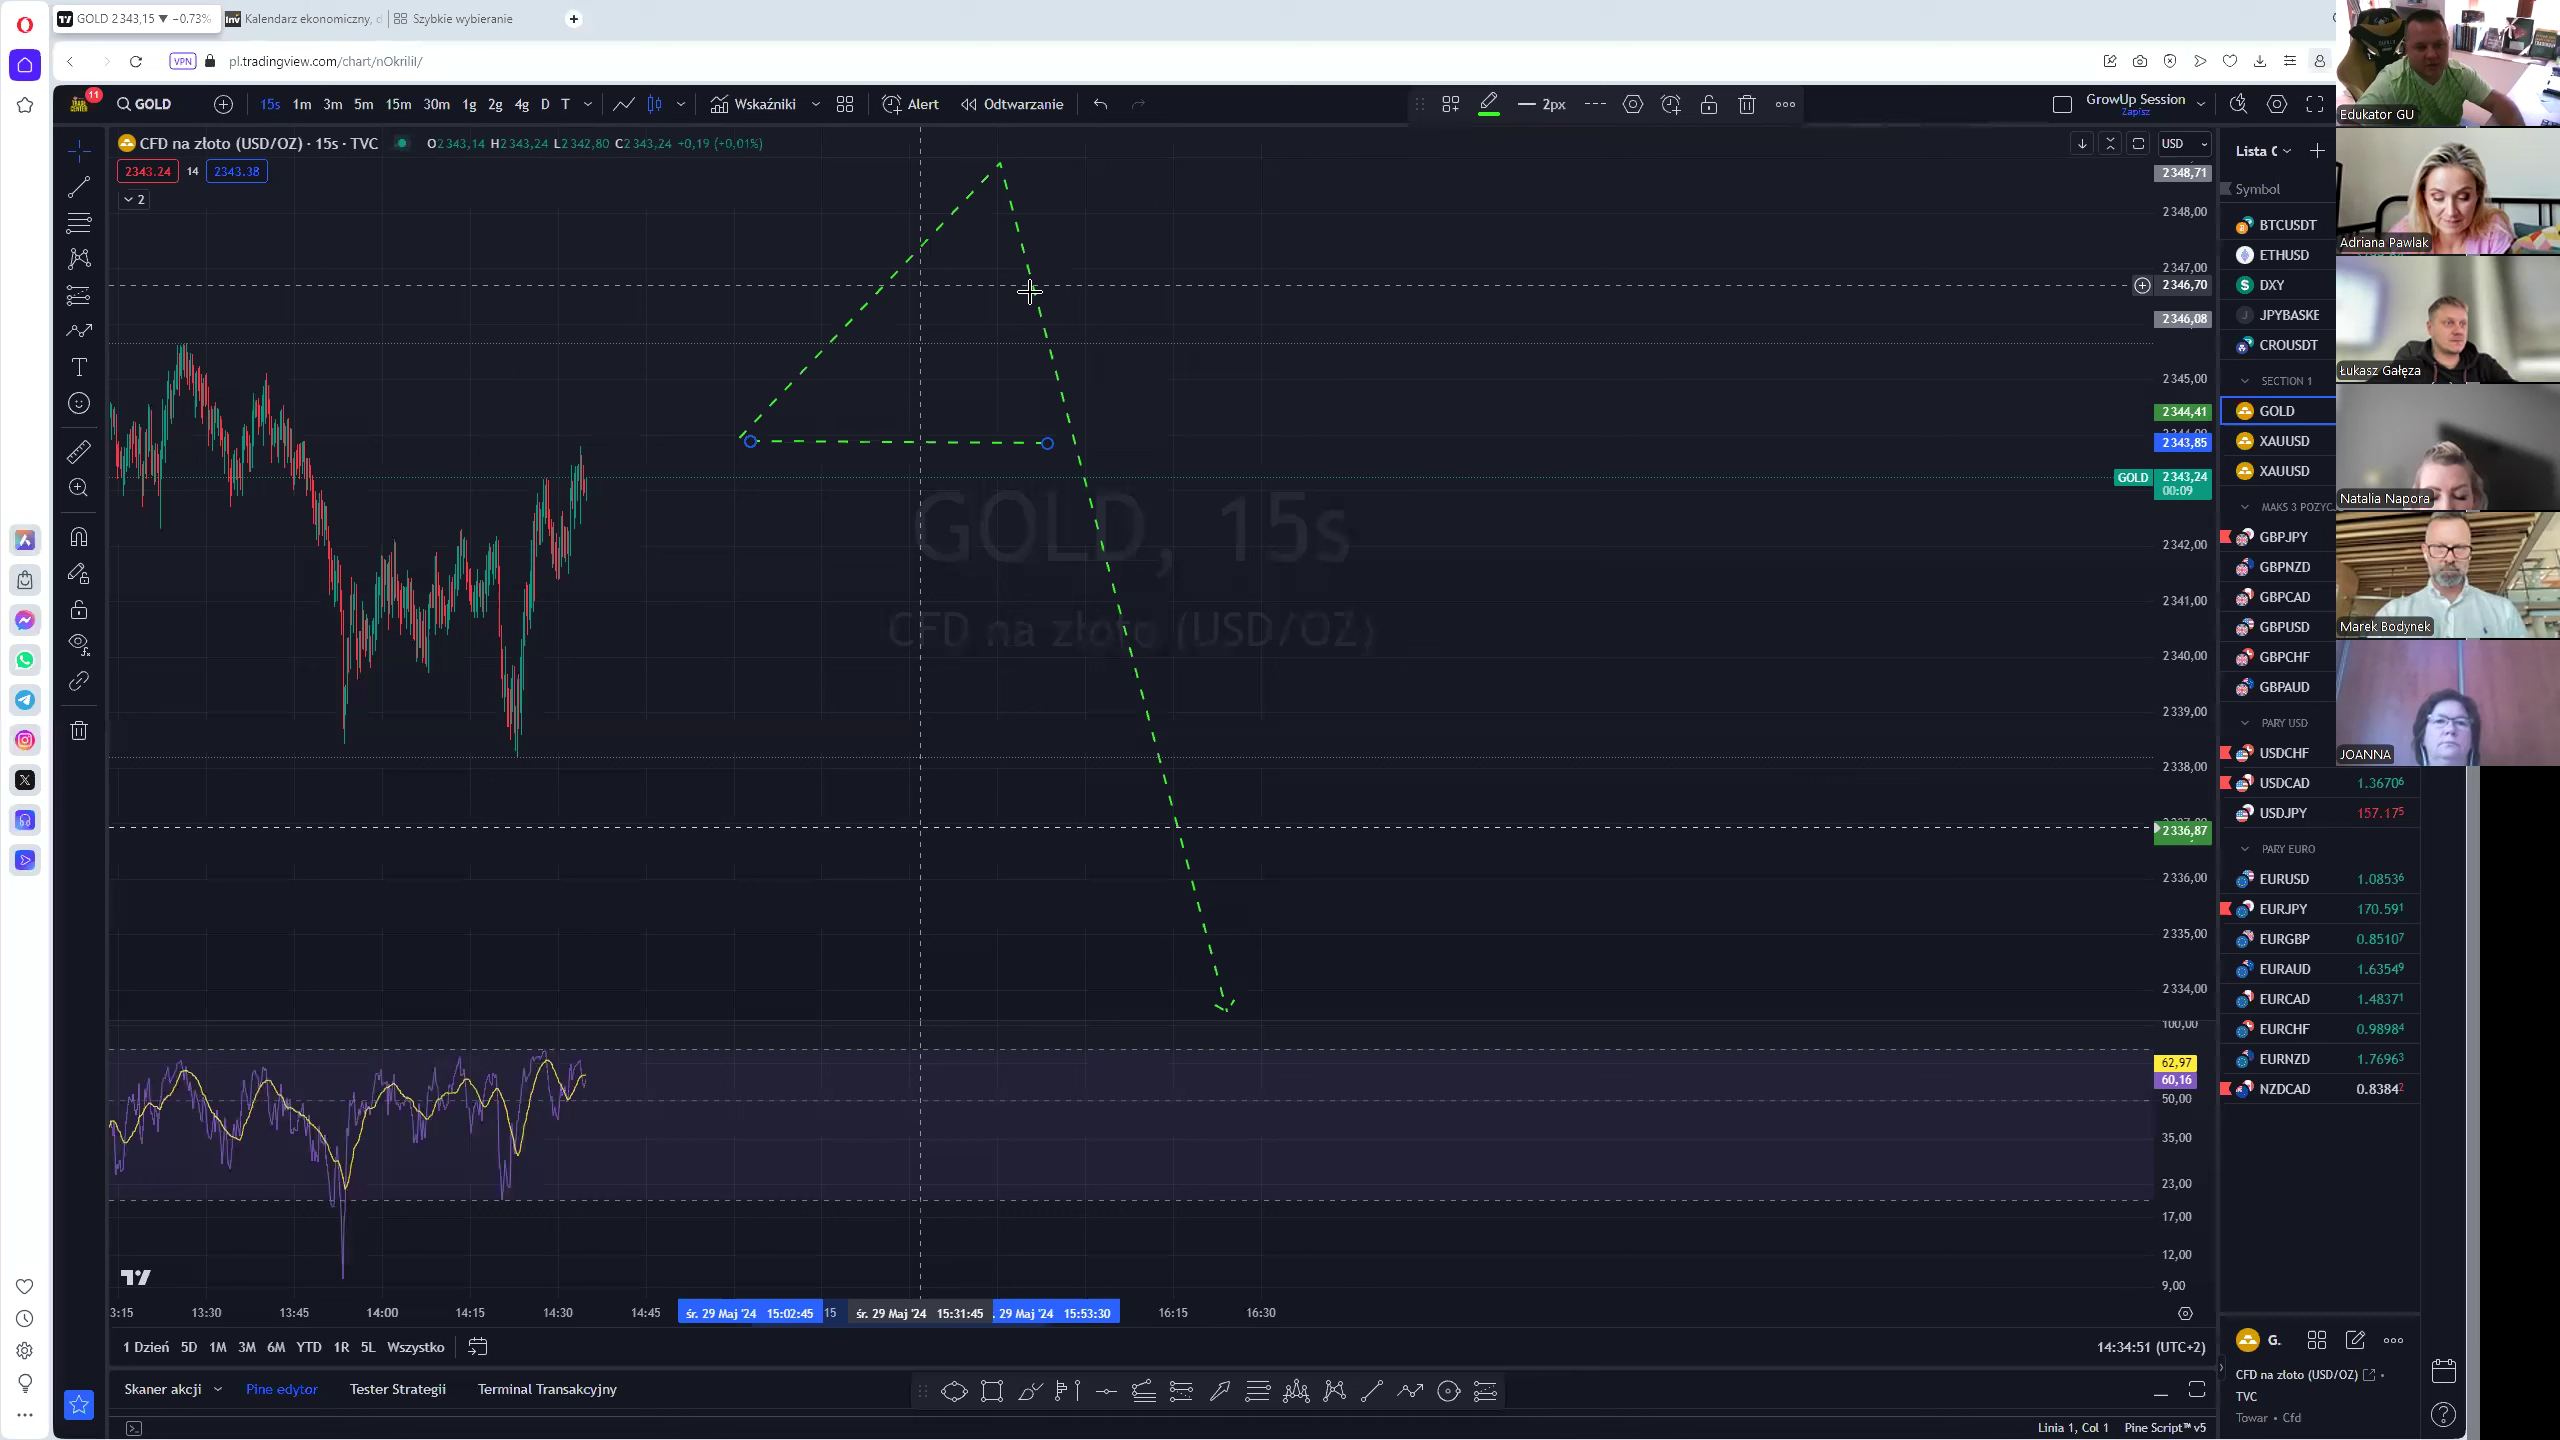 GOLD 2 343,15 ▼ −0.73%
Kalendarz ekonomiczny, d
Szybkie wybieranie
VPN
pl.tradingview.com/chart/nOkriliI/
11
GOLD
15s 1m 3m 5m 15m 30m 1g 2g 4g D T
Wskaźniki
Alert
Odtwarzanie
2px
GrowUp Session
Zapisz
CFD na złoto (USD/OZ) · 15s · TVC
O2 343,14 H2 343,24 L2 342,80 C2 343,24 +0,19 (+0,01%)
2343.24 14 2343.38
2
USD
2 348,71
2 348,00
2 347,00
2 346,70
2 346,08
2 345,00
2 344,41
2 343,85
GOLD 2 343,24
00:09
2 342,00
2 341,00
2 340,00
2 339,00
2 338,00
2 336,87
2 336,00
2 335,00
2 334,00
GOLD, 15s
CFD na złoto (USD/OZ)
100,00
62,97
60,16
50,00
35,00
23,00
17,00
12,00
9,00
3:15 13:30 13:45 14:00 14:15 14:30 14:45 śr. 29 Maj '24 15:02:45 15 śr. 29 Maj '24 15:31:45 . 29 Maj '24 15:53:30 16:15 16:30
1 Dzień 5D 1M 3M 6M YTD 1R 5L Wszystko
14:34:51 (UTC+2)
Skaner akcji
Pine edytor
Tester Strategii
Terminal Transakcyjny
Linia 1, Col 1 Pine Script™ v5
Lista C
Symbol
BTCUSDT
ETHUSD
DXY
JPYBASKE
CROUSDT
SECTION 1
GOLD
XAUUSD
XAUUSD
MAKS 3 POZYC
GBPJPY
GBPNZD
GBPCAD
GBPUSD
GBPCHF
GBPAUD
PARY USD
USDCHF
USDCAD 1.36706
USDJPY 157.175
PARY EURO
EURUSD 1.08536
EURJPY 170.591
EURGBP 0.85107
EURAUD 1.63549
EURCAD 1.48371
EURCHF 0.98984
EURNZD 1.76963
NZDCAD 0.83842
G.
CFD na złoto (USD/OZ)
TVC
Towar • Cfd
Edukator GU
Adriana Pawlak
Łukasz Gałęza
Natalia Napora
Marek Bodynek
JOANNA